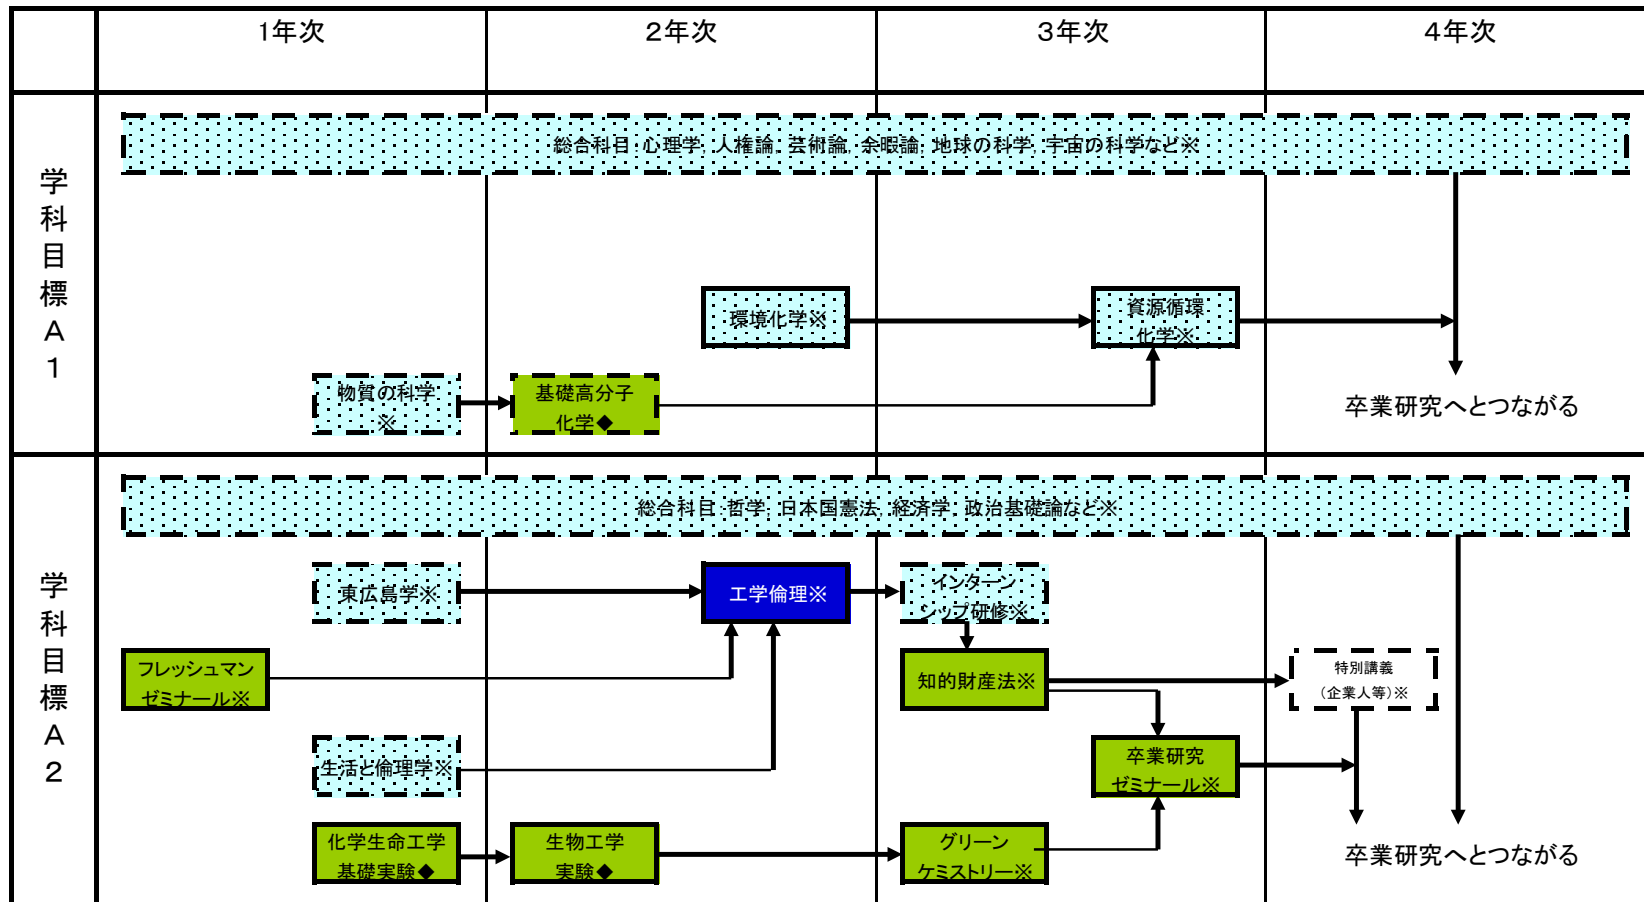 1年次
2年次
3年次
4年次
学科目標A1
総合科目:心理学, 人権論, 芸術論, 余暇論, 地球の科学, 宇宙の科学など※
環境化学※
資源循環
化学※
物質の科学
※
基礎高分子
化学◆
卒業研究へとつながる
学科目標A2
総合科目:哲学, 日本国憲法, 経済学, 政治基礎論など※
東広島学※
工学倫理※
インターン
シップ研修※
フレッシュマン
ゼミナール※
知的財産法※
特別講義
(企業人等)※
生活と倫理学※
卒業研究
ゼミナール※
化学生命工学
基礎実験◆
生物工学
実験◆
グリーン
ケミストリー※
卒業研究へとつながる